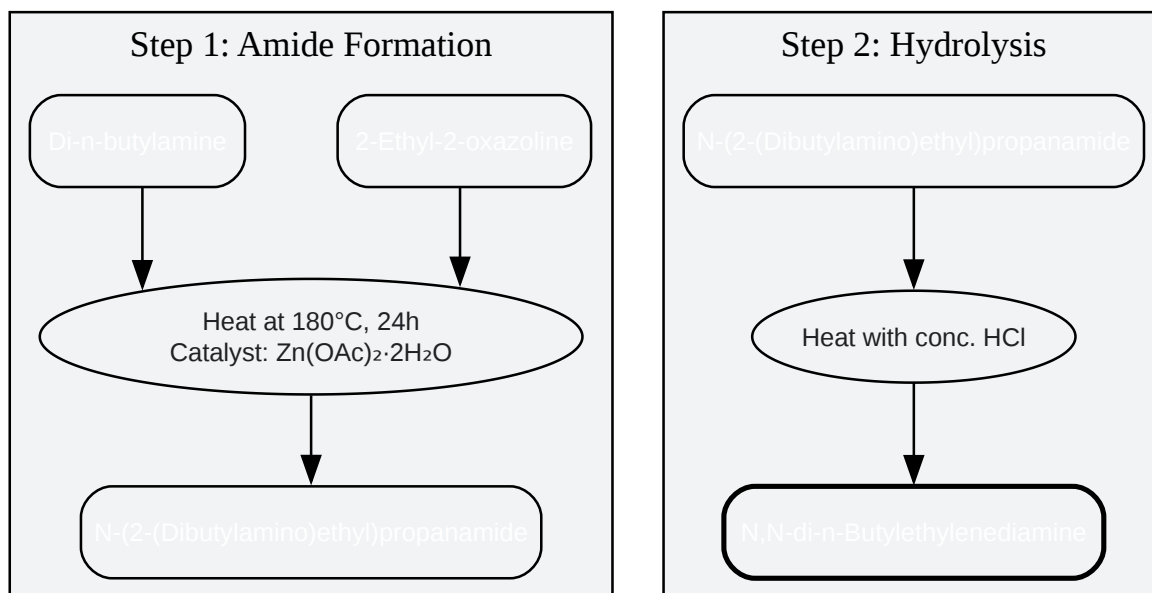 Step 1: Amide Formation
Di-n-butylamine
2-Ethyl-2-oxazoline
Heat at 180°C, 24h
Catalyst: Zn(OAc)₂·2H₂O
N-(2-(Dibutylamino)ethyl)propanamide
Step 2: Hydrolysis
N-(2-(Dibutylamino)ethyl)propanamide
Heat with conc. HCl
N,N-di-n-Butylethylenediamine